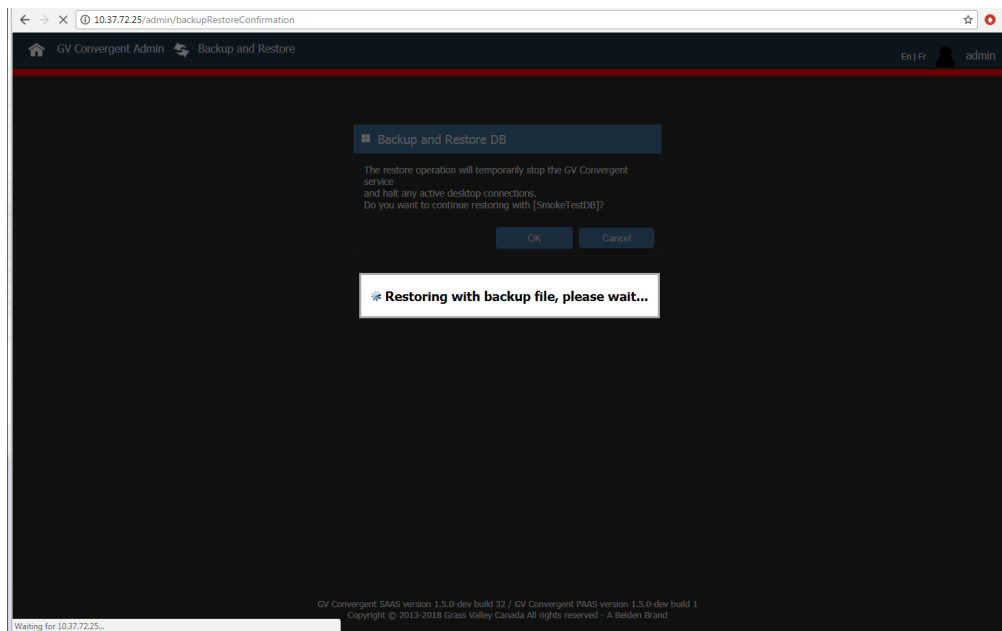 10.37.72.25/admin/backupRestoreConfirmation
GV Convergent Admin Backup and Restore
En | Fr admin
Backup and Restore DB
The restore operation will temporarily stop the GV Convergent
service
and halt any active desktop connections.
Do you want to continue restoring with [SmokeTestDB]?
OK Cancel
Restoring with backup file, please wait...
GV Convergent SAAS version 1.5.0-dev build 32 / GV Convergent PAAS version 1.5.0-dev build 1
Copyright © 2013-2018 Grass Valley Canada All rights reserved - A Belden Brand
Waiting for 10.37.72.25...